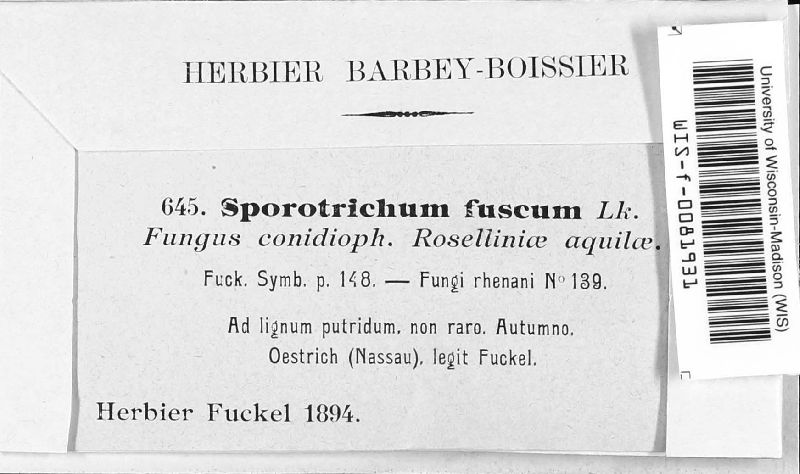 HERBIER BARBEY-BOISSIER
645. Sporotrichum fuscum Lk.
Fungus conidioph. Roselliniæ aquilæ.
Fuck. Symb. p. 148. — Fungi rhenani No 139.
Ad lignum putridum, non raro. Autumno.
Oestrich (Nassau), legit Fuckel.
Herbier Fuckel 1894.
University of Wisconsin-Madison (WIS)
WIS-f-0081931